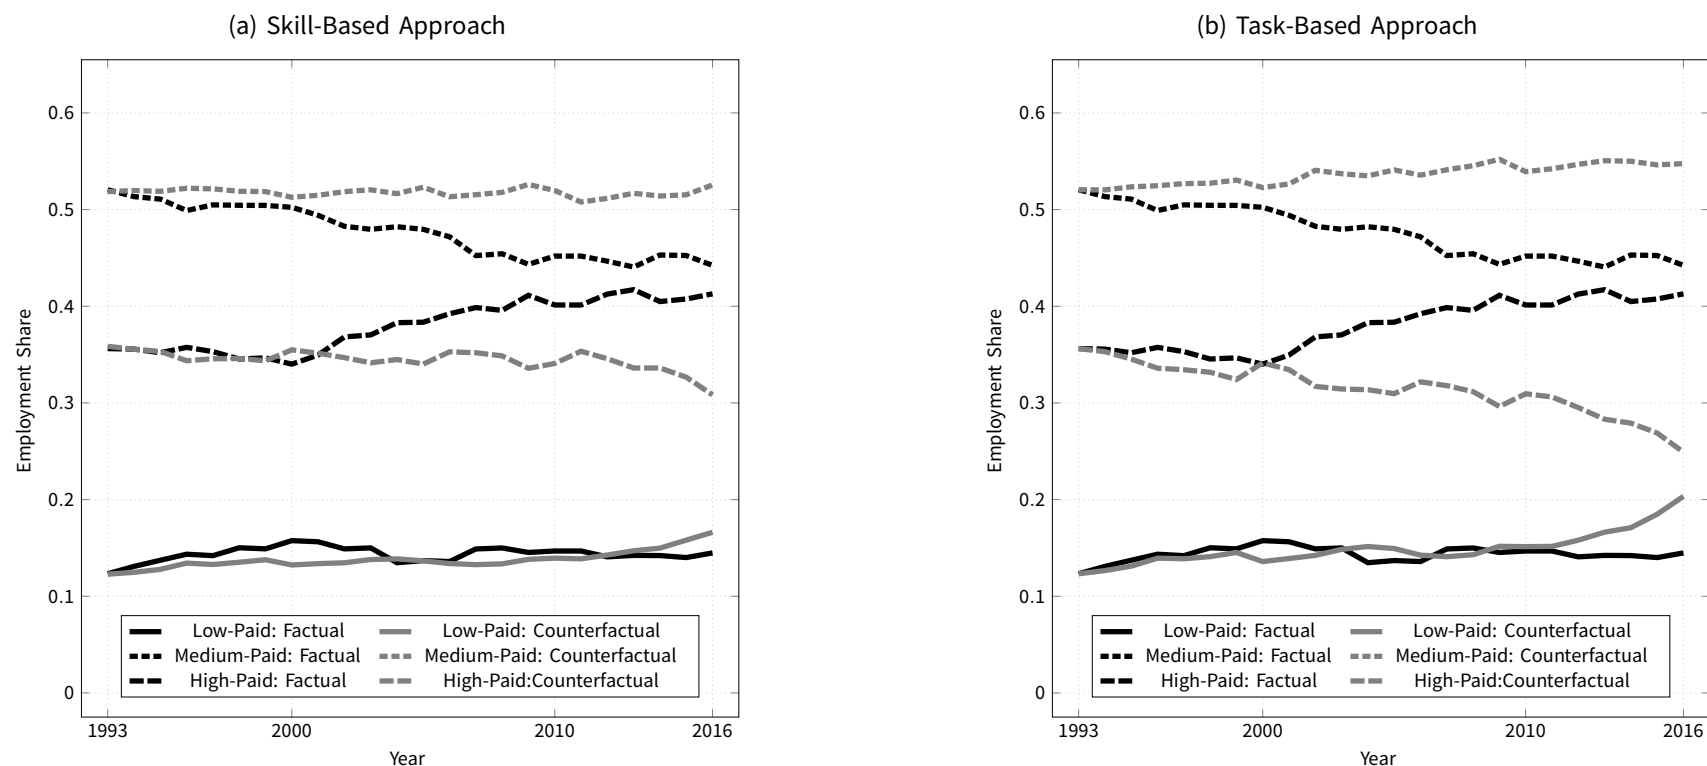 (a) Skill-Based Approach
0.6
0.5
0.4
0.3
0.2
0.1
0
Employment Share
Low-Paid: Factual Low-Paid: Counterfactual
Medium-Paid: Factual Medium-Paid: Counterfactual
High-Paid: Factual High-Paid:Counterfactual
1993 2000 2010 2016
Year
(b) Task-Based Approach
0.6
0.5
0.4
0.3
0.2
0.1
0
Employment Share
Low-Paid: Factual Low-Paid: Counterfactual
Medium-Paid: Factual Medium-Paid: Counterfactual
High-Paid: Factual High-Paid:Counterfactual
1993 2000 2010 2016
Year